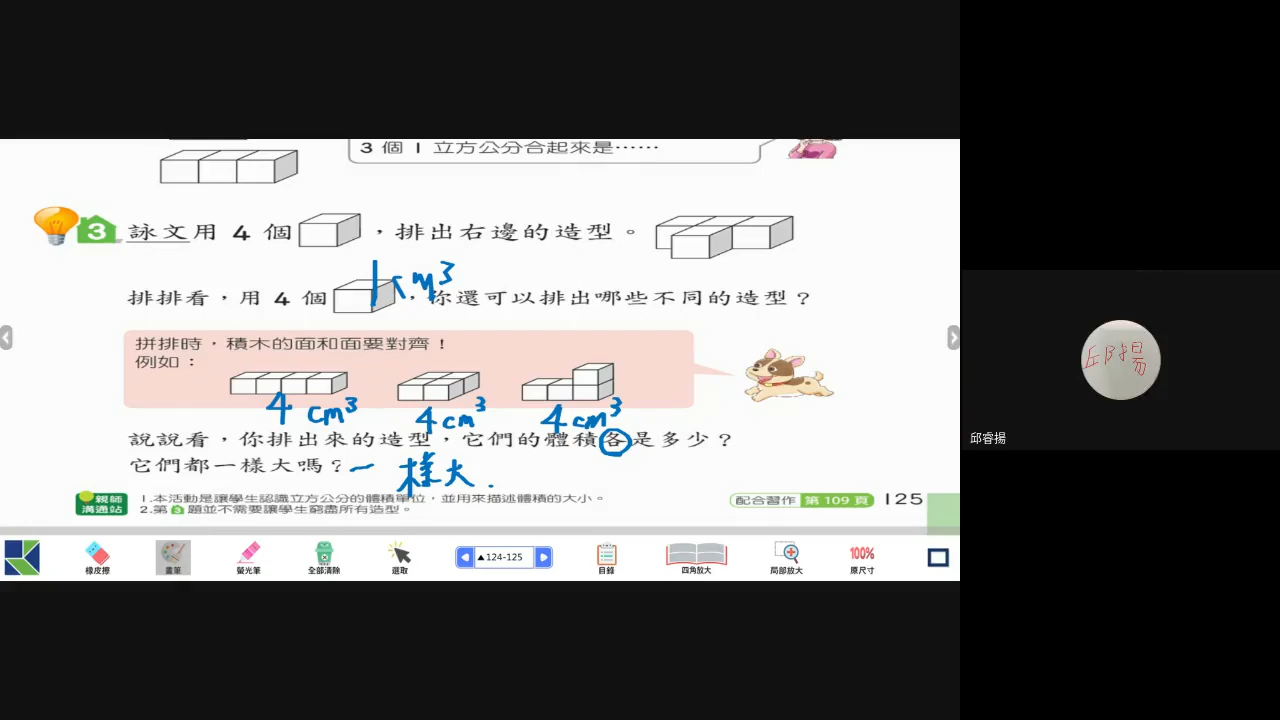 3 個 1 立方公分合起來是……
3 詠文用 4 個 ，排出右邊的造型。
1 cm³
排排看，用 4 個 ，你還可以排出哪些不同的造型？
拼排時，積木的面和面要對齊！
例如：
4 cm³ 4 cm³ 4 cm³
說說看，你排出來的造型，它們的體積各是多少？
它們都一樣大嗎？一樣大.
親師溝通站
1.本活動是讓學生認識立方公分的體積單位，並用來描述體積的大小。
2.第 3 題並不需要讓學生窮盡所有造型。
配合習作 第 109 頁 125
橡皮擦 畫筆 螢光筆 全部清除 選取 ▲124-125 目錄 四角放大 局部放大 100% 原尺寸
邱睿揚